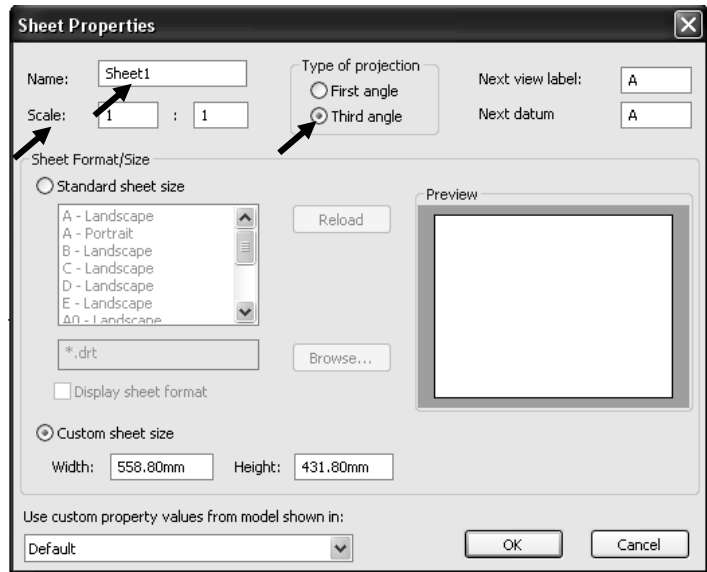 Sheet Properties
Name: Sheet1
Scale: 1 : 1
Type of projection
First angle
Third angle
Next view label: A
Next datum A
Sheet Format/Size
Standard sheet size
A - Landscape
A - Portrait
B - Landscape
C - Landscape
D - Landscape
E - Landscape
A0 - Landscape
Reload
*.drt
Browse...
Display sheet format
Preview
Custom sheet size
Width: 558.80mm Height: 431.80mm
Use custom property values from model shown in:
Default
OK Cancel